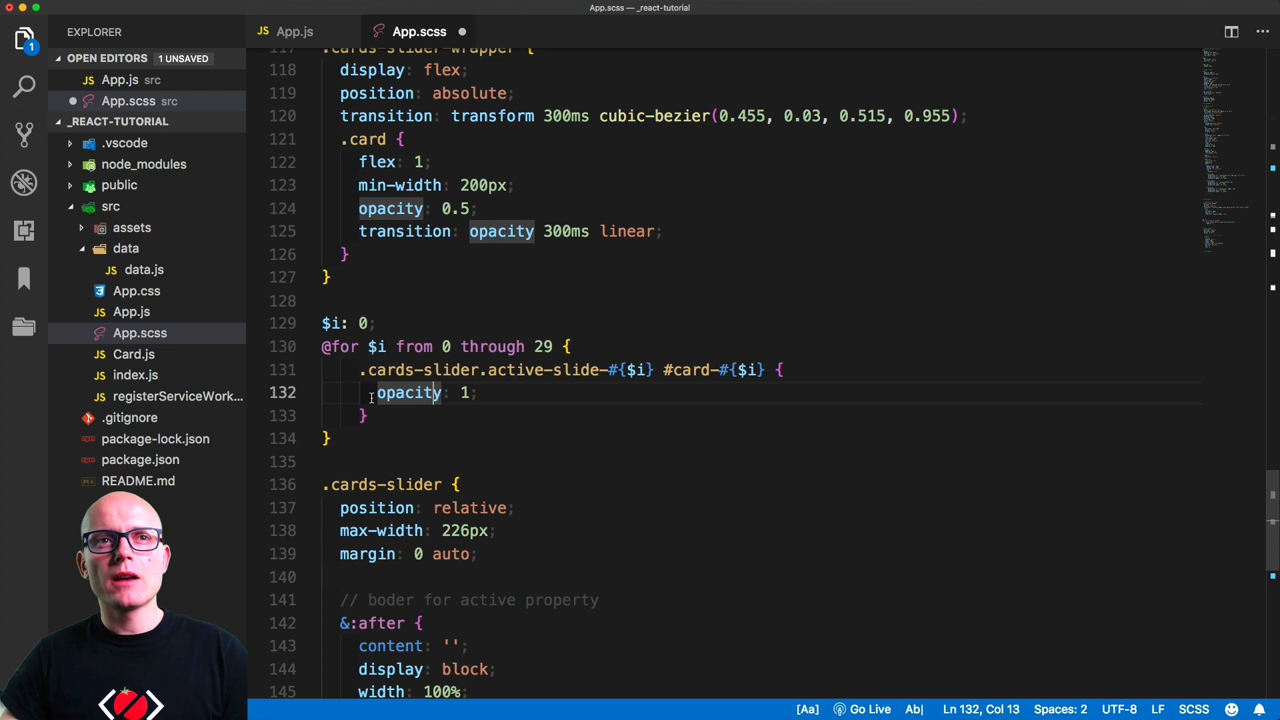 App.scss — _react-tutorial
EXPLORER
JS App.js
App.scss
OPEN EDITORS 1 UNSAVED
JS App.js src
App.scss src
_REACT-TUTORIAL
.vscode
node_modules
public
src
assets
data
JS data.js
App.css
JS App.js
App.scss
JS Card.js
JS index.js
JS registerServiceWork...
.gitignore
package-lock.json
package.json
README.md
1
117 .cards-slider-wrapper {
118 display: flex;
119 position: absolute;
120 transition: transform 300ms cubic-bezier(0.455, 0.03, 0.515, 0.955);
121 .card {
122 flex: 1;
123 min-width: 200px;
124 opacity: 0.5;
125 transition: opacity 300ms linear;
126 }
127 }
128
129 $i: 0;
130 @for $i from 0 through 29 {
131 .cards-slider.active-slide-#{$i} #card-#{$i} {
132 opacity: 1;
133 }
134 }
135
136 .cards-slider {
137 position: relative;
138 max-width: 226px;
139 margin: 0 auto;
140
141 // boder for active property
142 &:after {
143 content: '';
144 display: block;
145 width: 100%;
[Aa] Go Live Ab| Ln 132, Col 13 Spaces: 2 UTF-8 LF SCSS